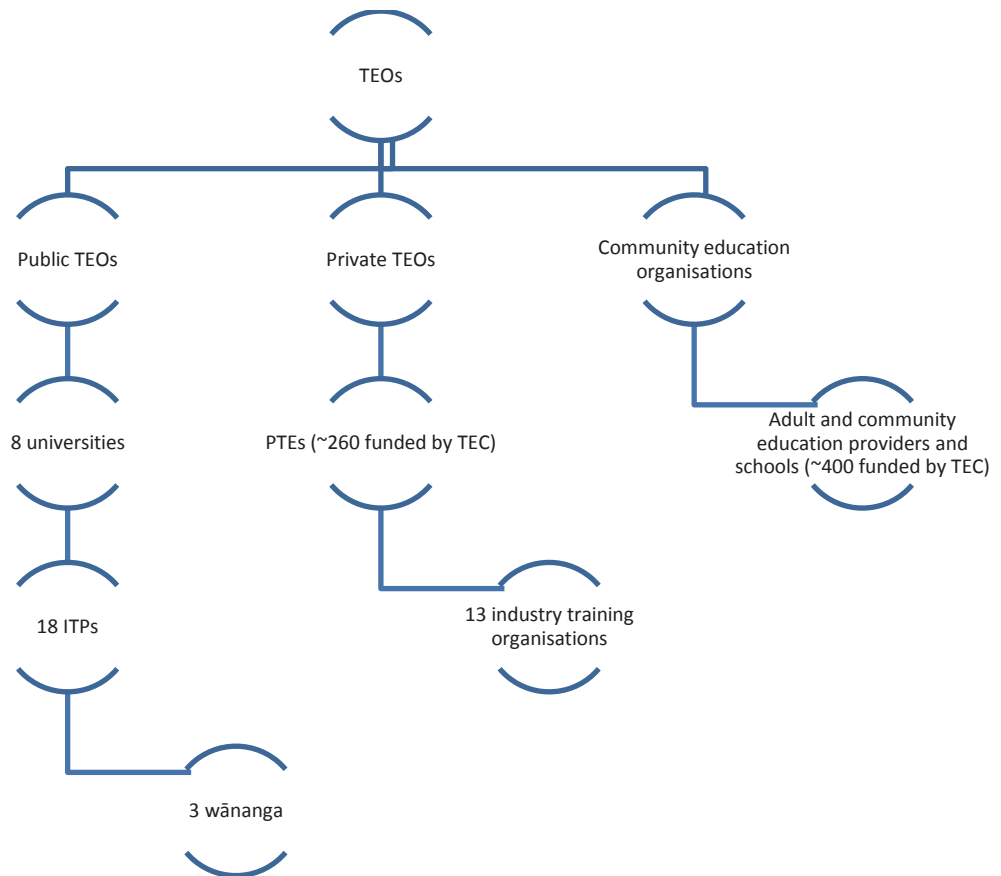 TEOs
Public TEOs
Private TEOs
Community education
organisations
8 universities
PTEs (~260 funded by TEC)
Adult and community
education providers and
schools (~400 funded by TEC)
18 ITPs
13 industry training
organisations
3 wānanga